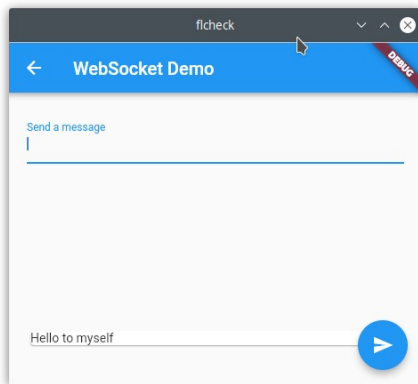 flcheck
WebSocket Demo
DEBUG
Send a message
Hello to myself